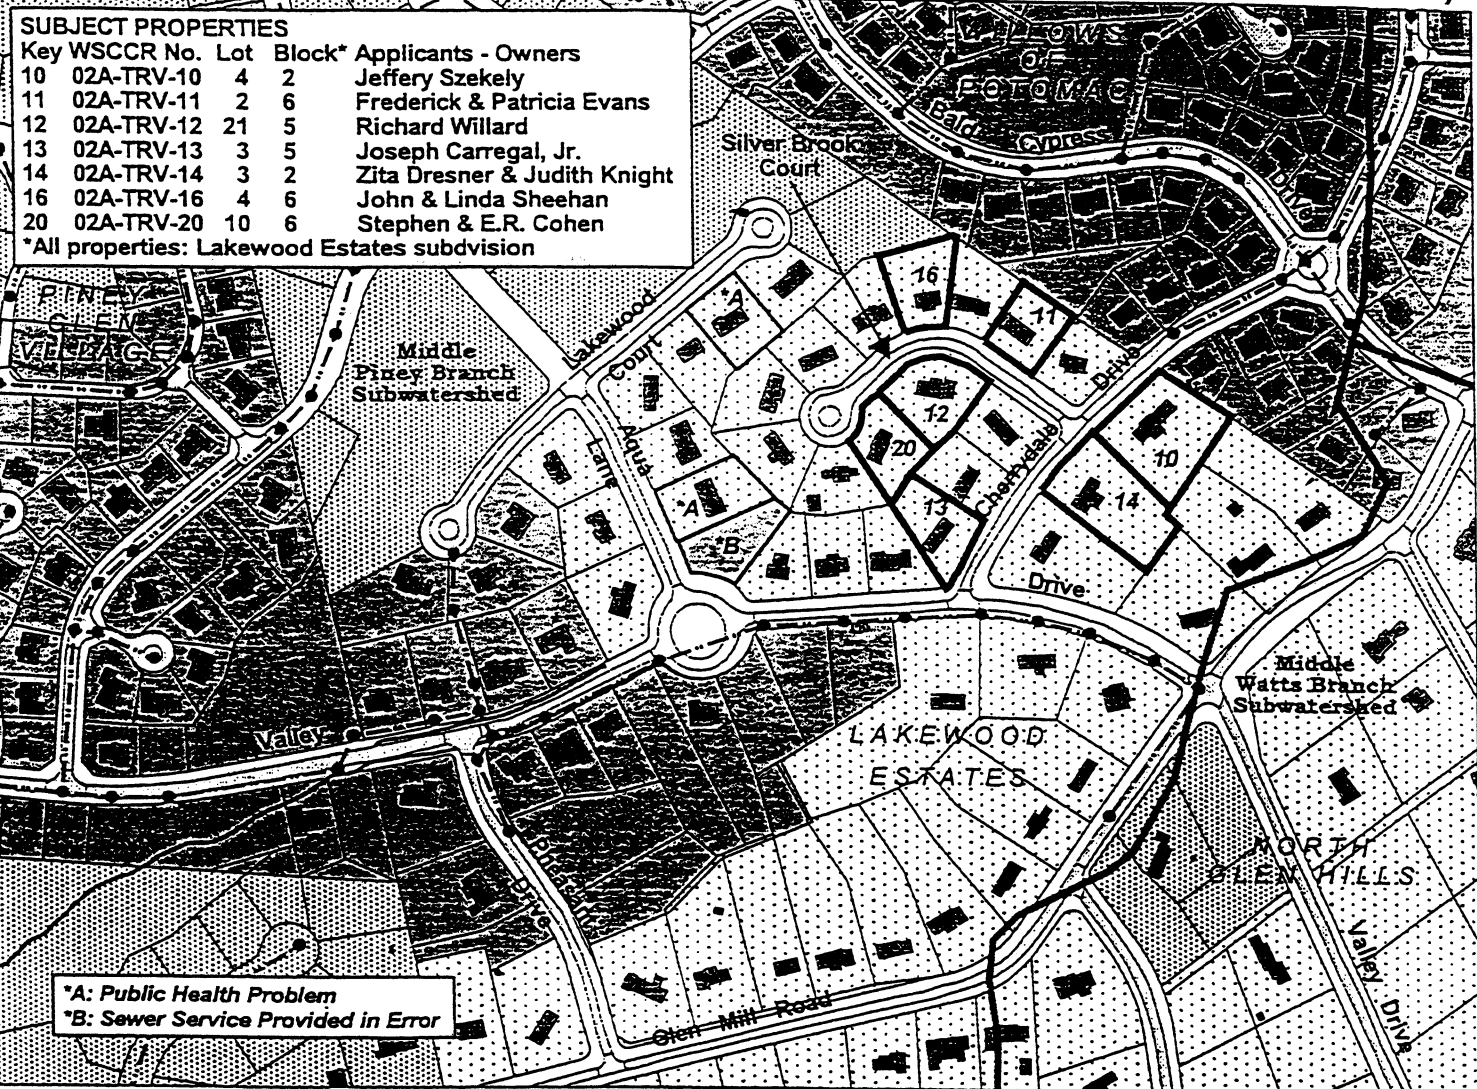 SUBJECT PROPERTIES
Key WSCCR No. Lot Block* Applicants - Owners
10 02A-TRV-10 4 2 Jeffery Szekely
11 02A-TRV-11 2 6 Frederick & Patricia Evans
12 02A-TRV-12 21 5 Richard Willard
13 02A-TRV-13 3 5 Joseph Carregal, Jr.
14 02A-TRV-14 3 2 Zita Dresner & Judith Knight
16 02A-TRV-16 4 6 John & Linda Sheehan
20 02A-TRV-20 10 6 Stephen & E.R. Cohen
*All properties: Lakewood Estates subdvision
OF
POTOMAC
Bald Cypress Drive
Silver Brook
Court
PINEY
GLEN
VILLAGE
Middle
Piney Branch
Subwatershed
Lakewood
Court
*A
16
11
Drive
12
20
10
Aqua
Lane
Cherrydale
14
13
*A
*B
Drive
Middle
Watts Branch
Subwatershed
Valley
LAKEWOOD
ESTATES
NORTH
GLEN HILLS
Drive
Valley Drive
*A: Public Health Problem
*B: Sewer Service Provided in Error
Glen Mill Road